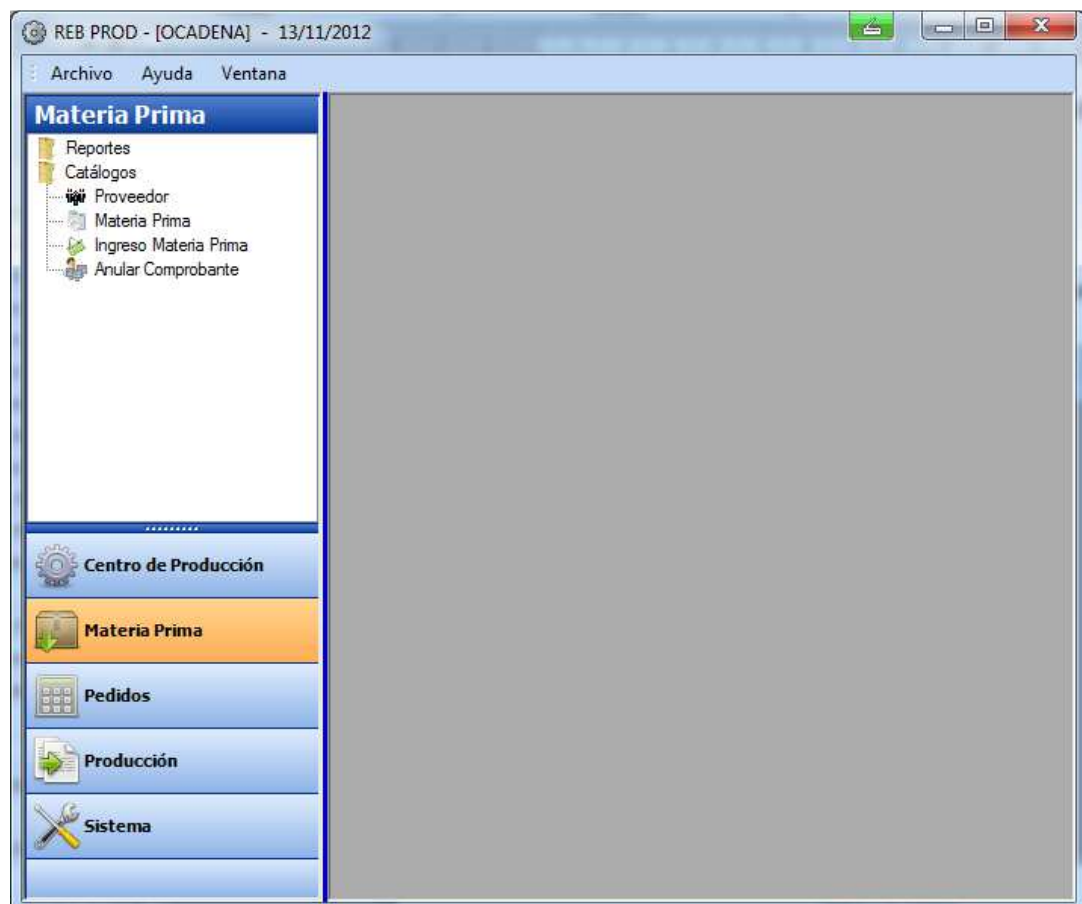 REB PROD - [OCADENA] - 13/11/2012
Archivo Ayuda Ventana
Materia Prima
Reportes
Catálogos
Proveedor
Materia Prima
Ingreso Materia Prima
Anular Comprobante
Centro de Producción
Materia Prima
Pedidos
Producción
Sistema